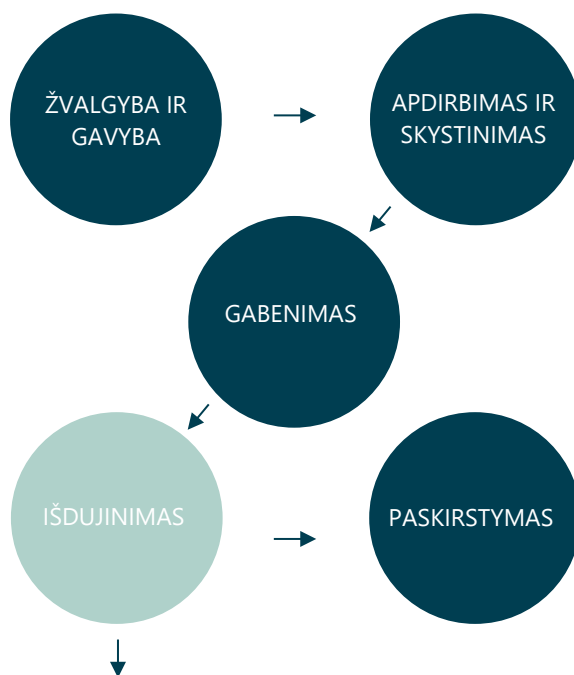 ŽVALGYBA IR
GAVYBA
APDIRBIMAS IR
SKYSTINIMAS
GABENIMAS
IŠDUJINIMAS
PASKIRSTYMAS